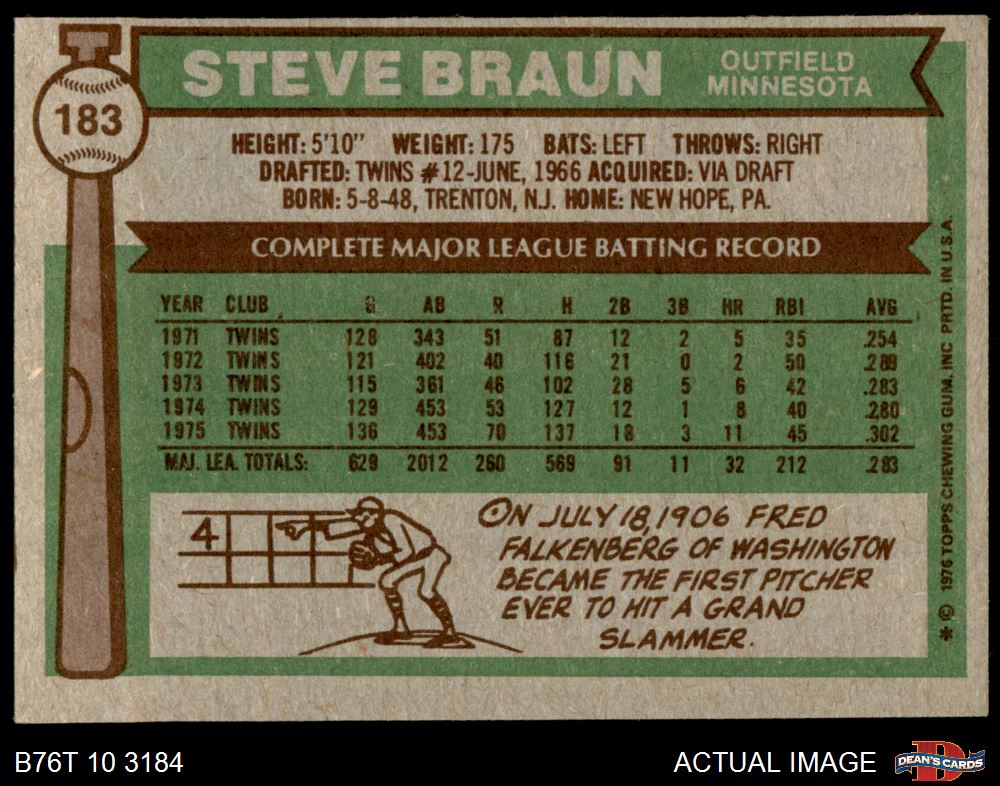 183
STEVE BRAUN
OUTFIELD
MINNESOTA
HEIGHT: 5'10" WEIGHT: 175 BATS: LEFT THROWS: RIGHT
DRAFTED: TWINS #12-JUNE, 1966 ACQUIRED: VIA DRAFT
BORN: 5-8-48, TRENTON, N.J. HOME: NEW HOPE, PA.
COMPLETE MAJOR LEAGUE BATTING RECORD
YEAR CLUB G AB R H 2B 3B HR RBI AVG
1971 TWINS 128 343 51 87 12 2 5 35 .254
1972 TWINS 121 402 40 116 21 0 2 50 .289
1973 TWINS 115 361 46 102 28 5 6 42 .283
1974 TWINS 129 453 53 127 12 1 8 40 .280
1975 TWINS 136 453 70 137 18 3 11 45 .302
MAJ. LEA. TOTALS: 629 2012 260 569 91 11 32 212 .283
4
ON JULY 18, 1906 FRED
FALKENBERG OF WASHINGTON
BECAME THE FIRST PITCHER
EVER TO HIT A GRAND
SLAMMER.
* © 1976 TOPPS CHEWING GUM, INC PRTD. IN U.S.A.
B76T 10 3184
ACTUAL IMAGE
D
DEAN'S CARDS